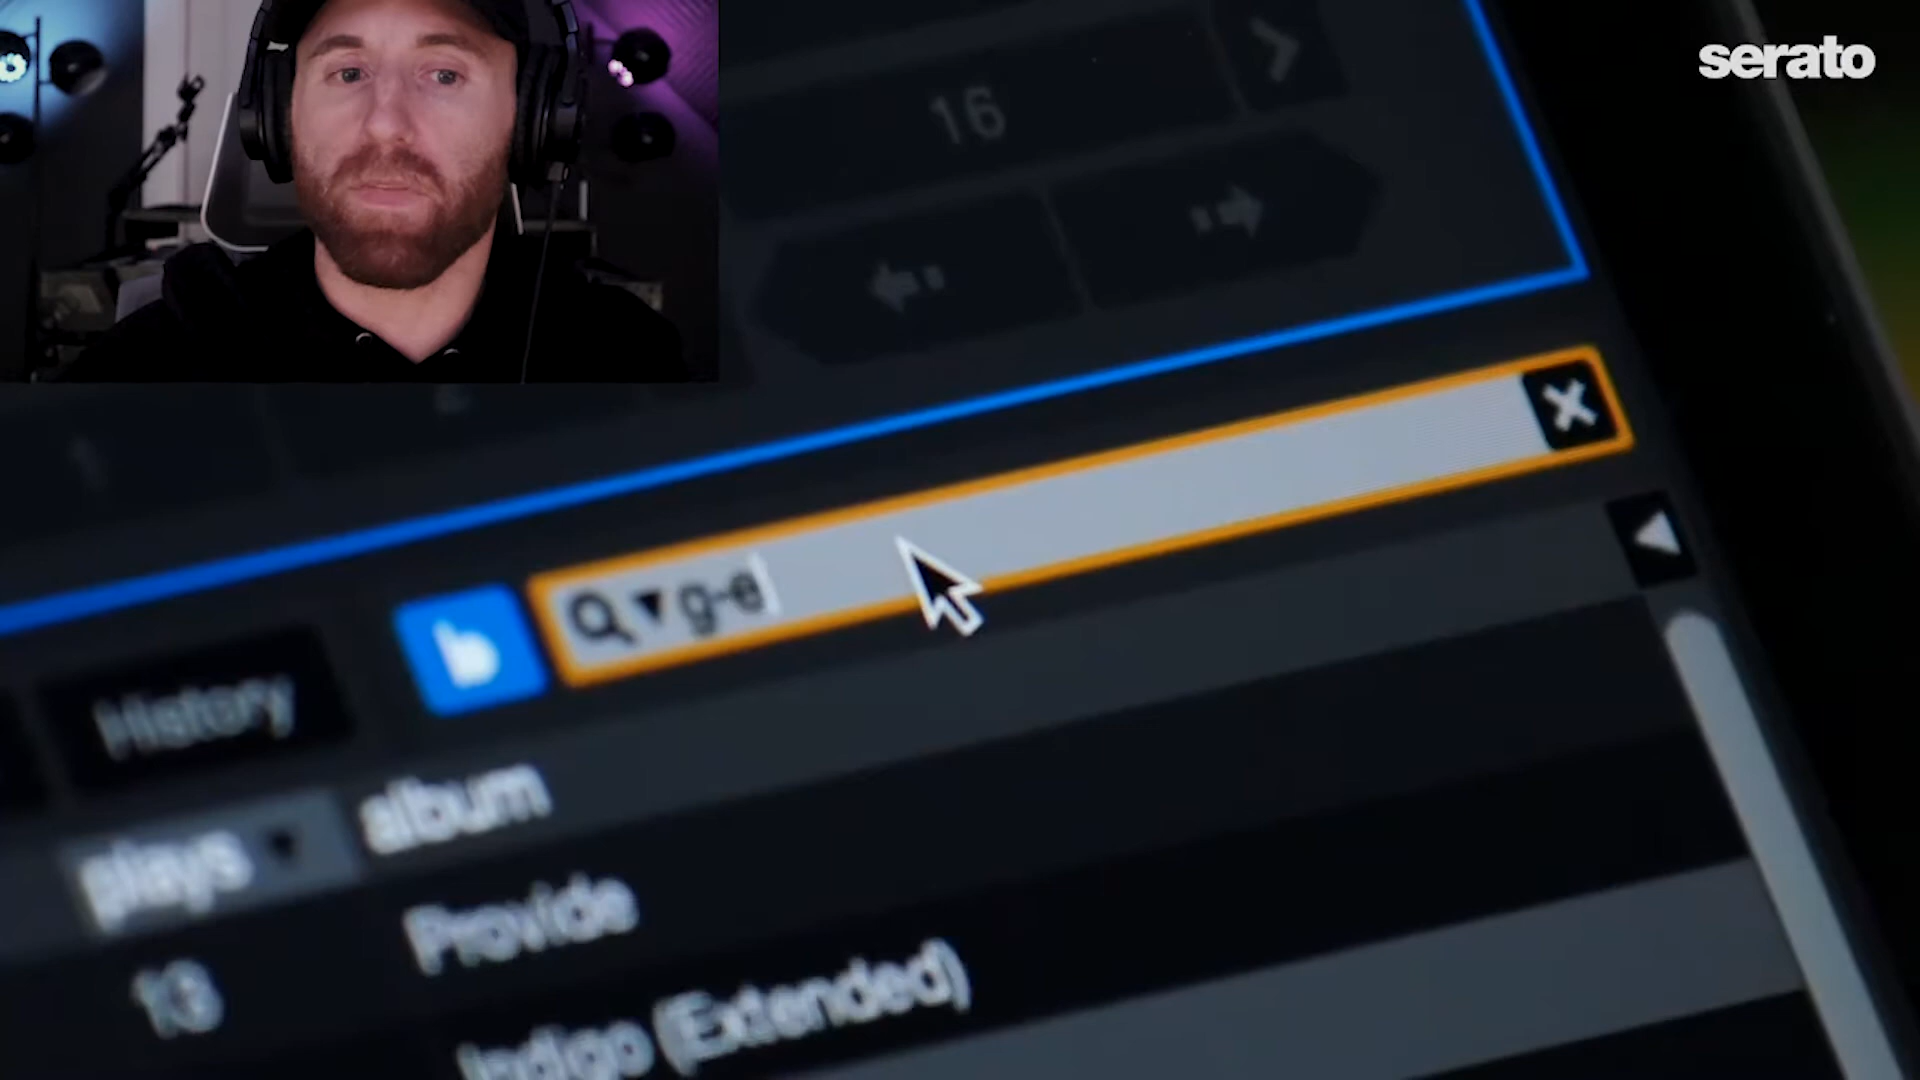 serato
16
g-e
History
plays
album
13
Provide
Indigo (Extended)